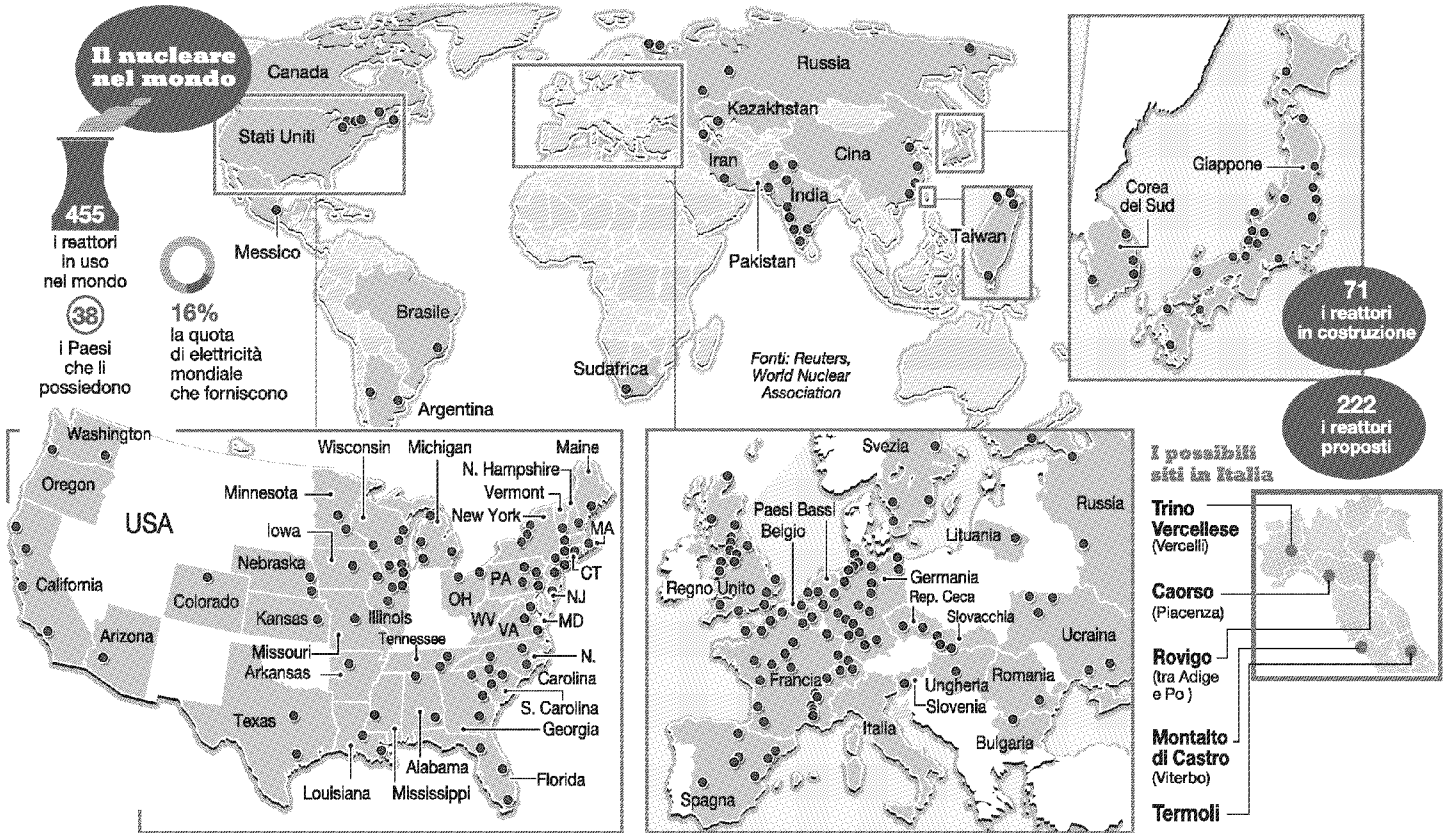 Il nucleare
nel mondo
455
i reattori
in uso
nel mondo
38
i Paesi
che li
possiedono
16%
la quota
di elettricità
mondiale
che forniscono
Canada
Stati Uniti
Messico
Brasile
Argentina
Sudafrica
Russia
Kazakhstan
Iran
Cina
India
Pakistan
Taiwan
Fonti: Reuters,
World Nuclear
Association
Giappone
Corea
del Sud
71
i reattori
in costruzione
222
i reattori
proposti
USA
Washington
Oregon
California
Arizona
Colorado
Nebraska
Kansas
Texas
Minnesota
Iowa
Wisconsin
Michigan
Illinois
Missouri
Arkansas
Tennessee
Louisiana
Mississippi
Alabama
Florida
Georgia
S. Carolina
N.
Carolina
MD
NJ
CT
MA
Maine
N. Hampshire
Vermont
New York
PA
OH
WV
VA
Svezia
Russia
Paesi Bassi
Belgio
Lituania
Regno Unito
Germania
Rep. Ceca
Slovacchia
Ucraina
Francia
Ungheria
Romania
Slovenia
Italia
Bulgaria
Spagna
I possibili
siti in Italia
Trino
Vercellese
(Vercelli)
Caorso
(Piacenza)
Rovigo
(tra Adige
e Po )
Montalto
di Castro
(Viterbo)
Termoli